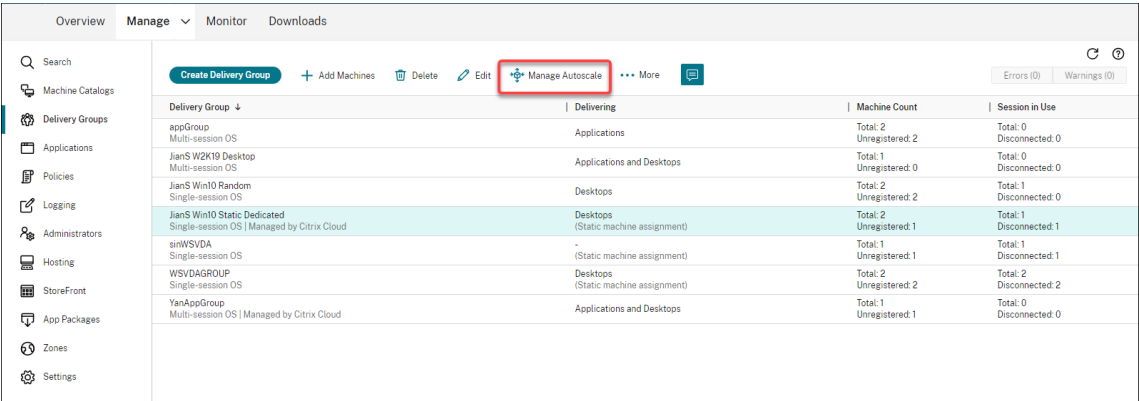 Overview Manage Monitor Downloads
Search
Machine Catalogs
Delivery Groups
Applications
Policies
Logging
Administrators
Hosting
StoreFront
App Packages
Zones
Settings
Create Delivery Group Add Machines Delete Edit Manage Autoscale More
Errors (0) Warnings (0)
Delivery Group ↓ Delivering Machine Count Session in Use
appGroup Applications Total: 2 Total: 0
Multi-session OS Unregistered: 2 Disconnected: 0
JianS W2K19 Desktop Applications and Desktops Total: 1 Total: 0
Multi-session OS Unregistered: 0 Disconnected: 0
JianS Win10 Random Desktops Total: 2 Total: 1
Single-session OS Unregistered: 2 Disconnected: 0
JianS Win10 Static Dedicated Desktops Total: 2 Total: 1
Single-session OS | Managed by Citrix Cloud (Static machine assignment) Unregistered: 1 Disconnected: 1
sinWSVDA - Total: 1 Total: 1
Single-session OS (Static machine assignment) Unregistered: 1 Disconnected: 1
WSVDAGROUP Desktops Total: 2 Total: 2
Single-session OS (Static machine assignment) Unregistered: 2 Disconnected: 2
YanAppGroup Applications and Desktops Total: 1 Total: 0
Multi-session OS | Managed by Citrix Cloud Unregistered: 1 Disconnected: 0